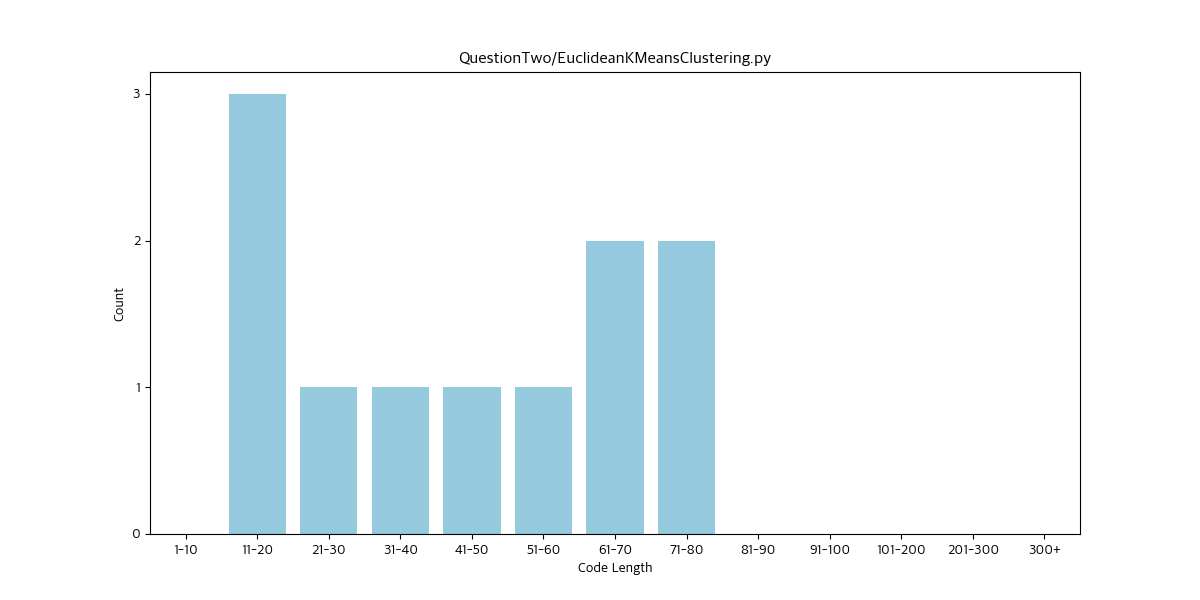 QuestionTwo/EuclideanKMeansClustering.py
3
2
1
0
Count
1-10 11-20 21-30 31-40 41-50 51-60 61-70 71-80 81-90 91-100 101-200 201-300 300+
Code Length